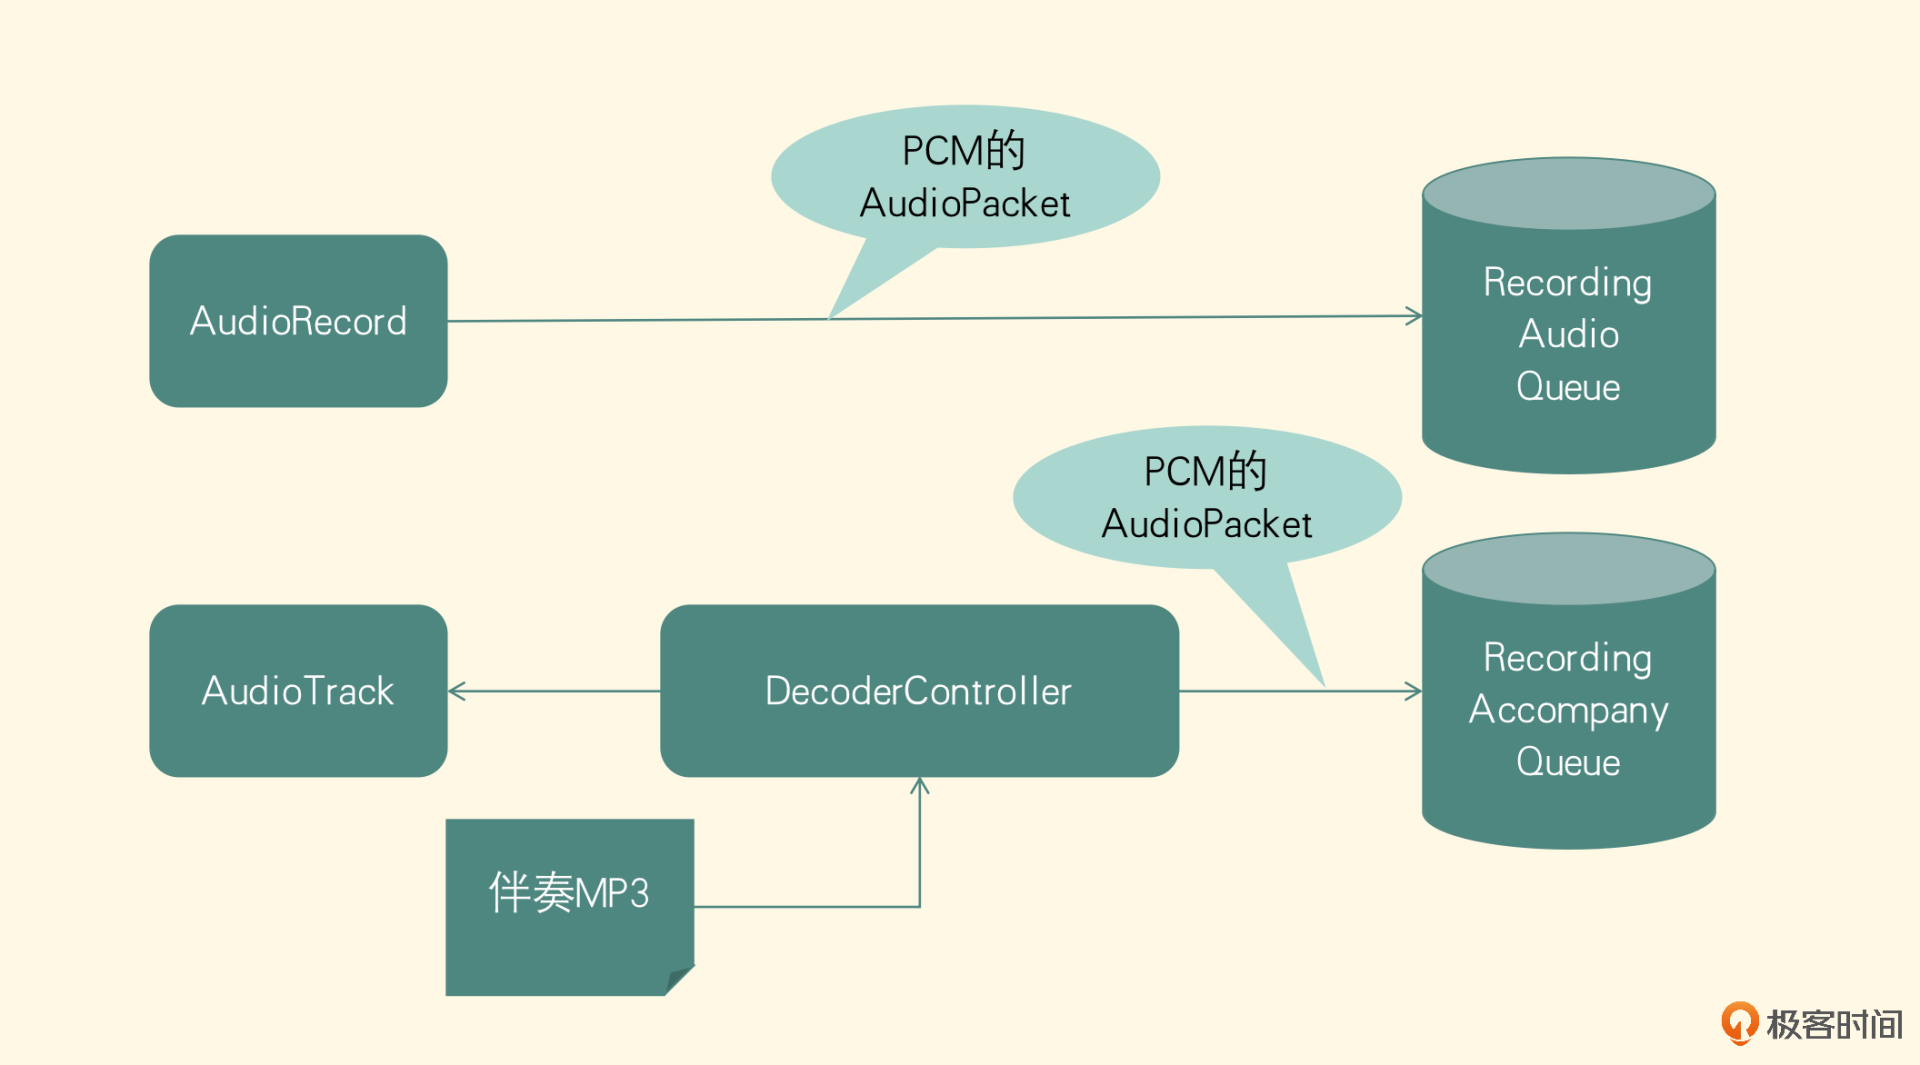 PCM的
AudioPacket
AudioRecord
Recording
Audio
Queue
PCM的
AudioPacket
AudioTrack
DecoderController
Recording
Accompany
Queue
伴奏MP3
极客时间